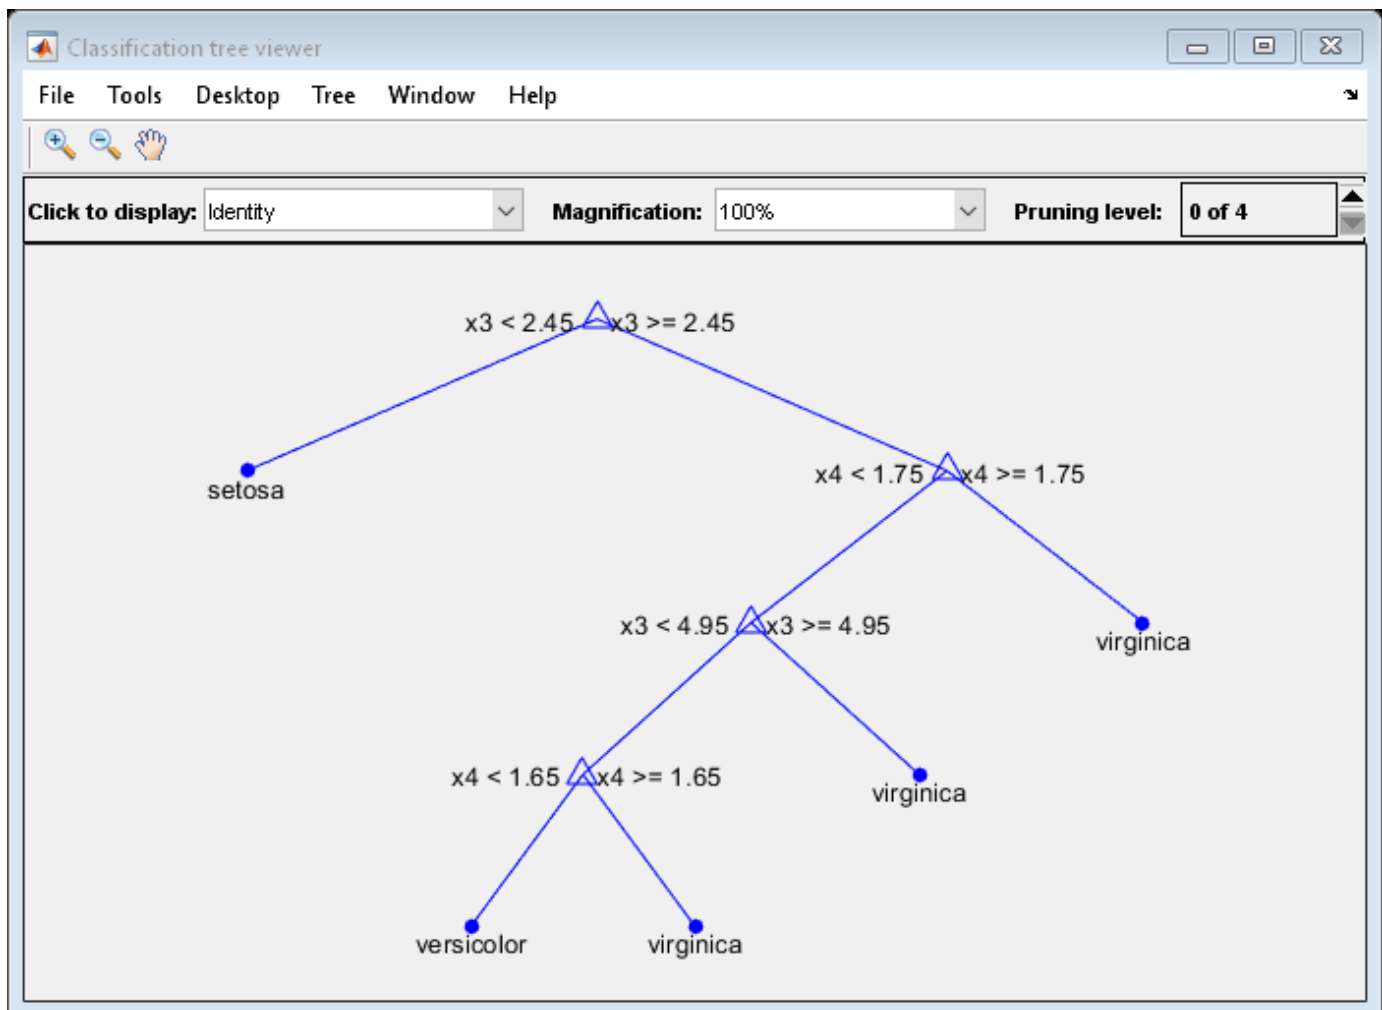 Classification tree viewer
File Tools Desktop Tree Window Help
Click to display: Identity Magnification: 100% Pruning level: 0 of 4
x3 < 2.45 x3 >= 2.45
setosa
x4 < 1.75 x4 >= 1.75
x3 < 4.95 x3 >= 4.95
virginica
x4 < 1.65 x4 >= 1.65
virginica
versicolor virginica